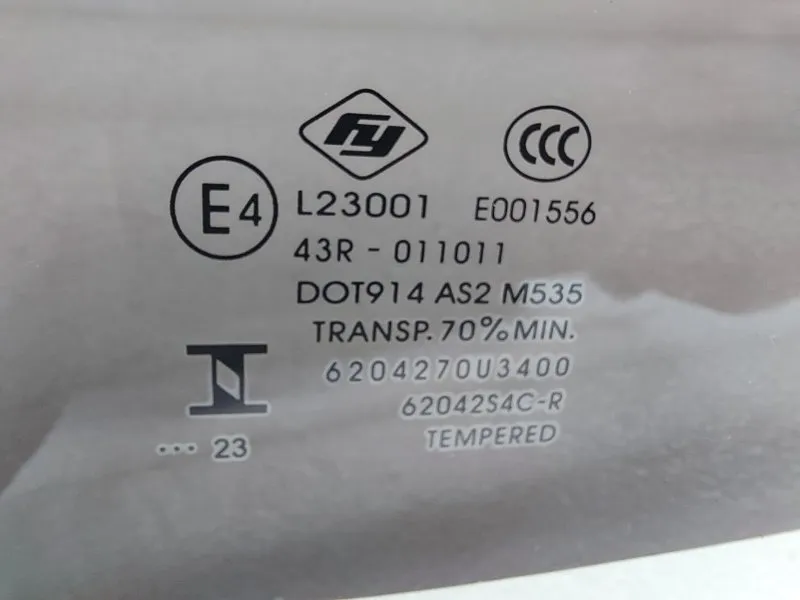 fy
CCC
E4
L23001 E001556
43R - 011011
DOT914 AS2 M535
TRANSP. 70% MIN.
6204270U3400
62042S4C-R
··· 23
TEMPERED